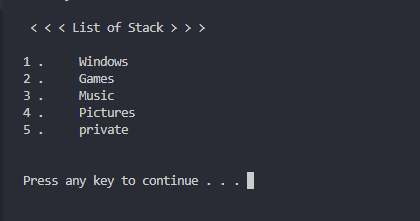 < < < List of Stack > > >
1 . Windows
2 . Games
3 . Music
4 . Pictures
5 . private
Press any key to continue . . .